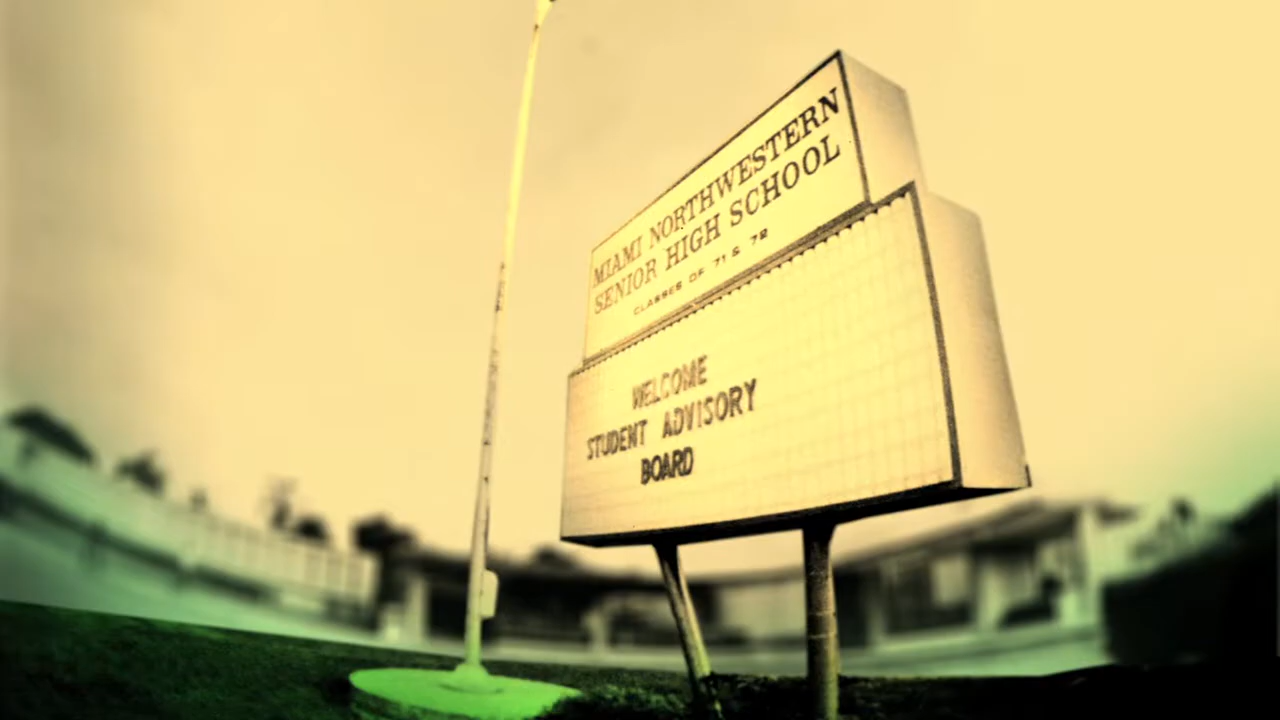 MIAMI NORTHWESTERN
SENIOR HIGH SCHOOL
CLASSES OF 71 & 72
WELCOME
STUDENT ADVISORY
BOARD